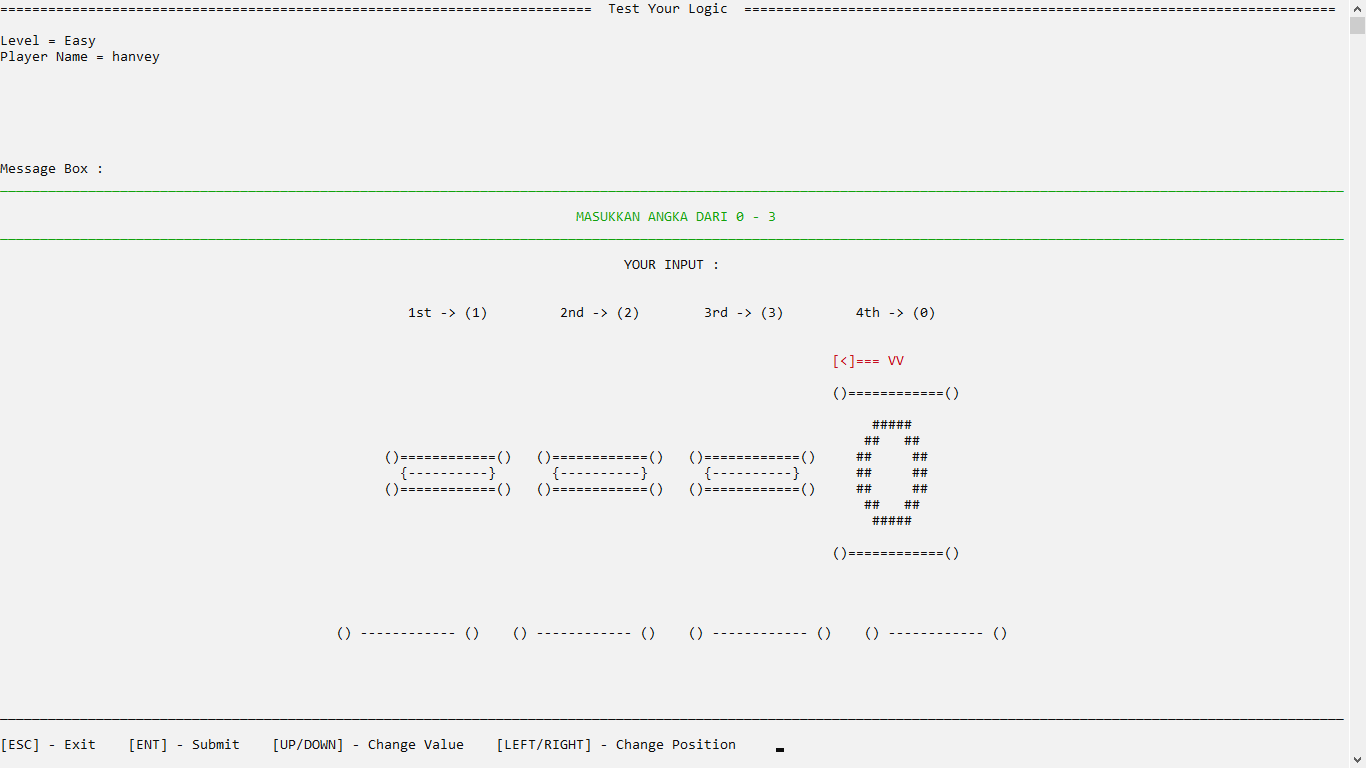 ========================================================================== Test Your Logic ==========================================================================
Level = Easy
Player Name = hanvey
Message Box :
MASUKKAN ANGKA DARI 0 - 3
YOUR INPUT :
1st -> (1) 2nd -> (2) 3rd -> (3) 4th -> (0)
[<]=== VV
()============()
#####
## ##
()============() ()============() ()============() ## ##
{----------} {----------} {----------} ## ##
()============() ()============() ()============() ## ##
## ##
#####
()============()
() ------------ () () ------------ () () ------------ () () ------------ ()
[ESC] - Exit [ENT] - Submit [UP/DOWN] - Change Value [LEFT/RIGHT] - Change Position